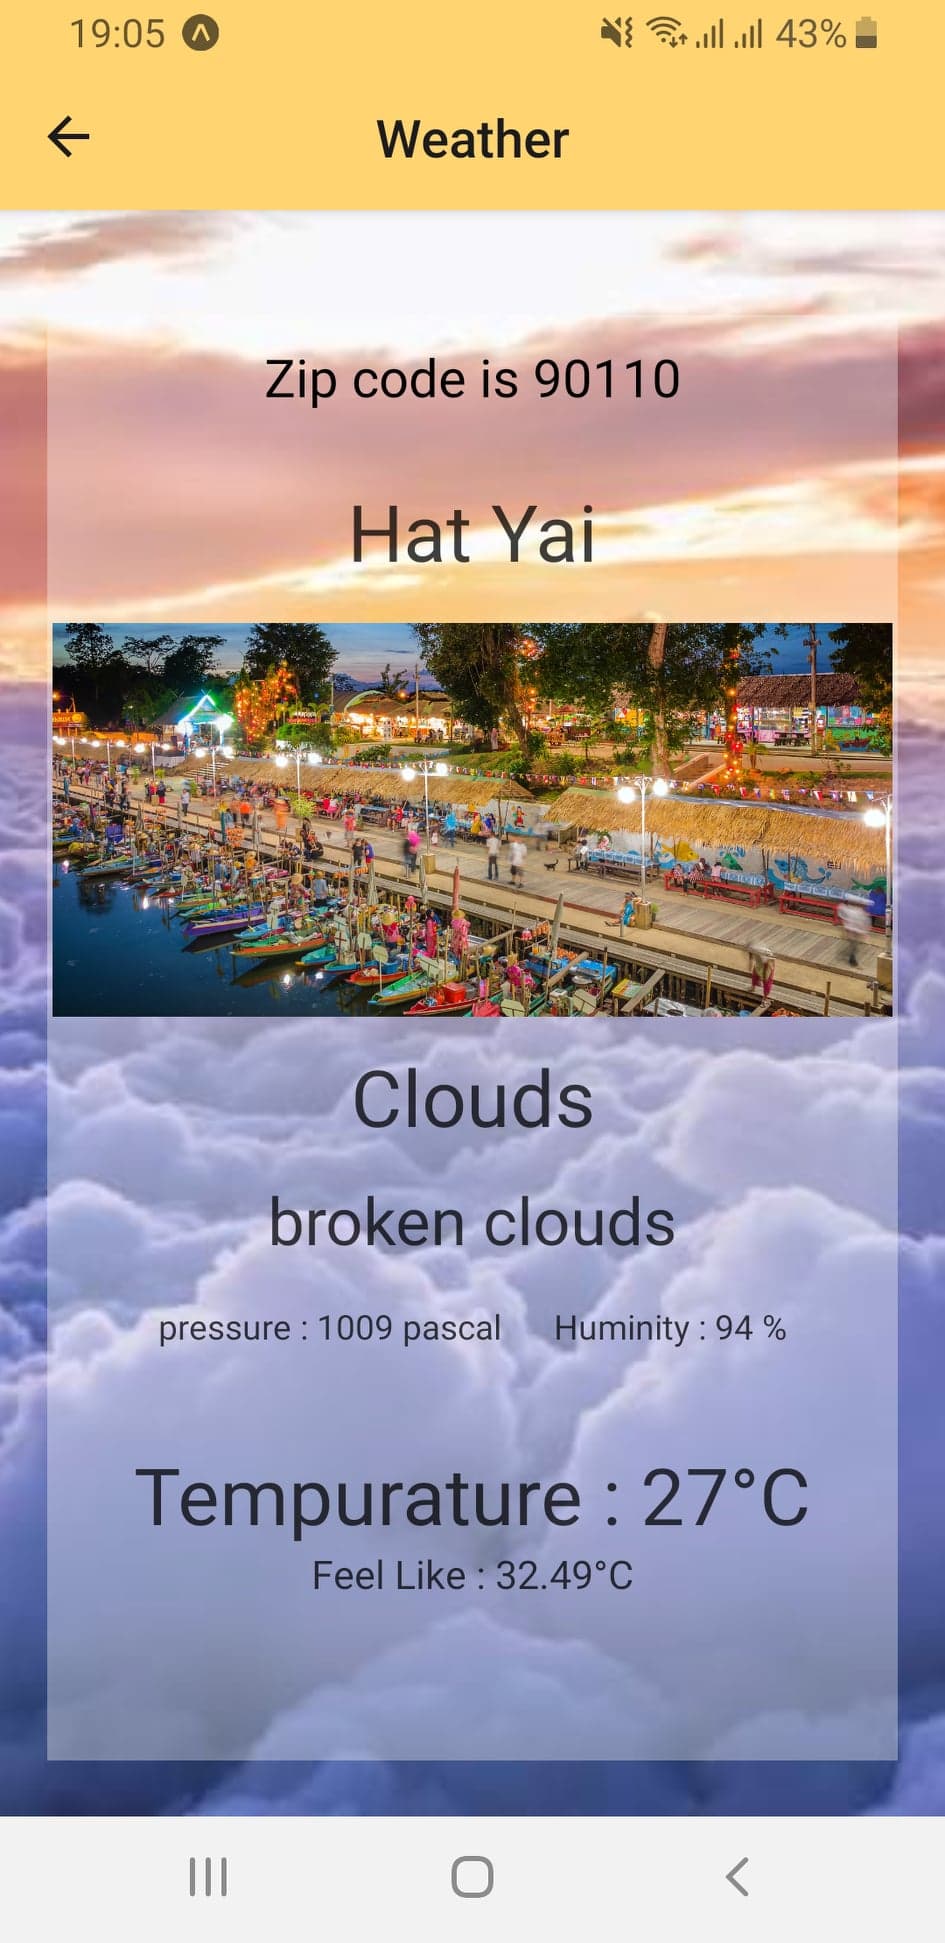 19:05 43%
Weather
Zip code is 90110
Hat Yai
Clouds
broken clouds
pressure : 1009 pascal Huminity : 94 %
Tempurature : 27°C
Feel Like : 32.49°C